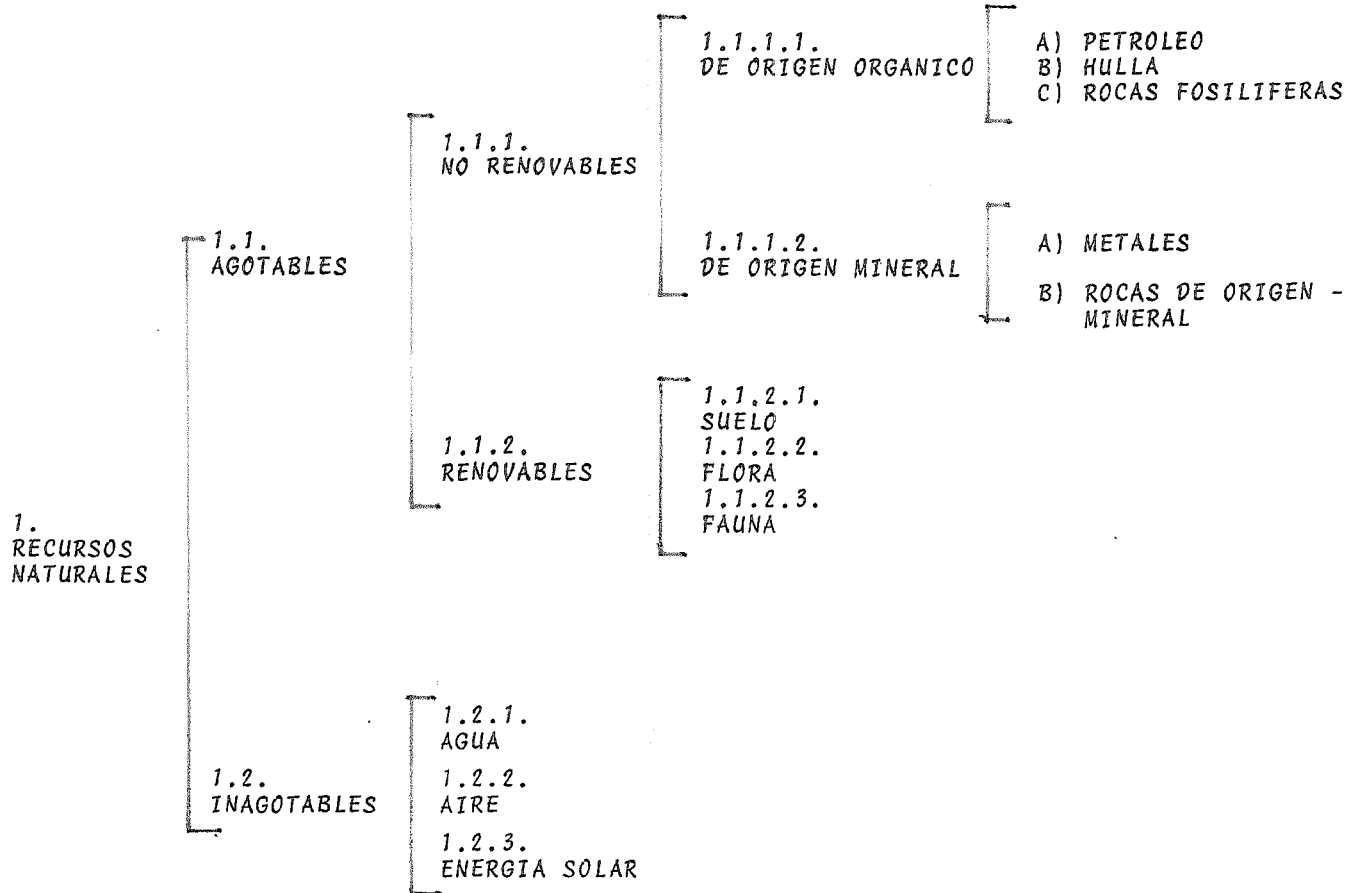 1.
RECURSOS
NATURALES
1.1.
AGOTABLES
1.1.1.
NO RENOVABLES
1.1.1.1.
DE ORIGEN ORGANICO
A) PETROLEO
B) HULLA
C) ROCAS FOSILIFERAS
1.1.1.2.
DE ORIGEN MINERAL
A) METALES
B) ROCAS DE ORIGEN -
MINERAL
1.1.2.
RENOVABLES
1.1.2.1.
SUELO
1.1.2.2.
FLORA
1.1.2.3.
FAUNA
1.2.
INAGOTABLES
1.2.1.
AGUA
1.2.2.
AIRE
1.2.3.
ENERGIA SOLAR